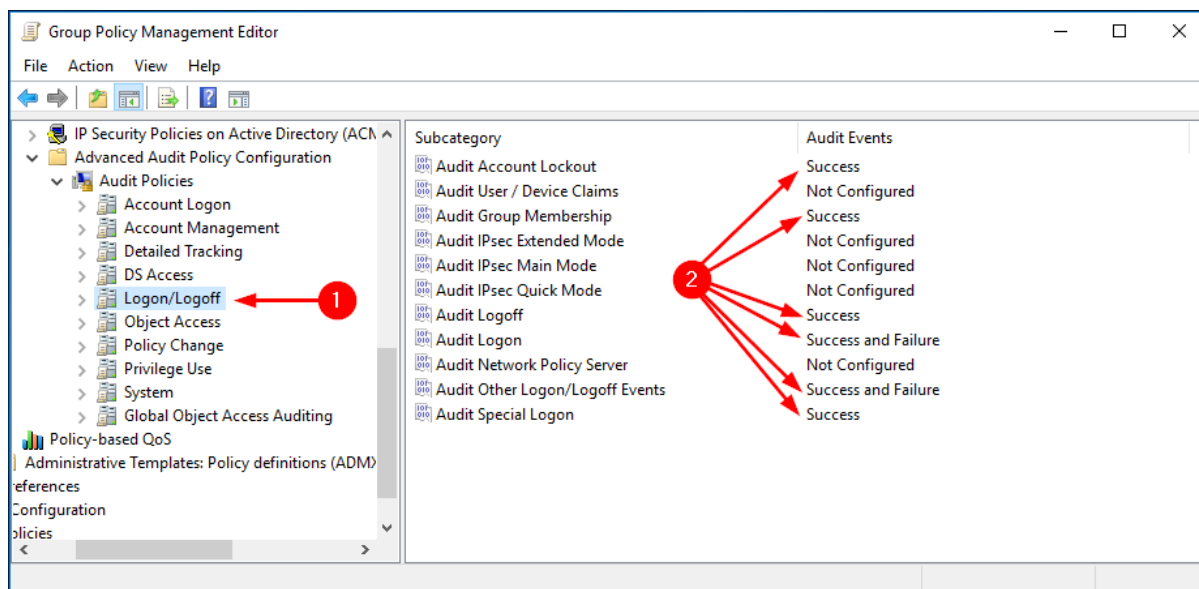 Group Policy Management Editor
File Action View Help
IP Security Policies on Active Directory (ACM
Advanced Audit Policy Configuration
Audit Policies
Account Logon
Account Management
Detailed Tracking
DS Access
Logon/Logoff
1
Object Access
Policy Change
Privilege Use
System
Global Object Access Auditing
Policy-based QoS
Administrative Templates: Policy definitions (ADMX
eferences
Configuration
olicies
Subcategory Audit Events
Audit Account Lockout Success
Audit User / Device Claims Not Configured
Audit Group Membership Success
Audit IPsec Extended Mode Not Configured
Audit IPsec Main Mode Not Configured
2
Audit IPsec Quick Mode Not Configured
Audit Logoff Success
Audit Logon Success and Failure
Audit Network Policy Server Not Configured
Audit Other Logon/Logoff Events Success and Failure
Audit Special Logon Success